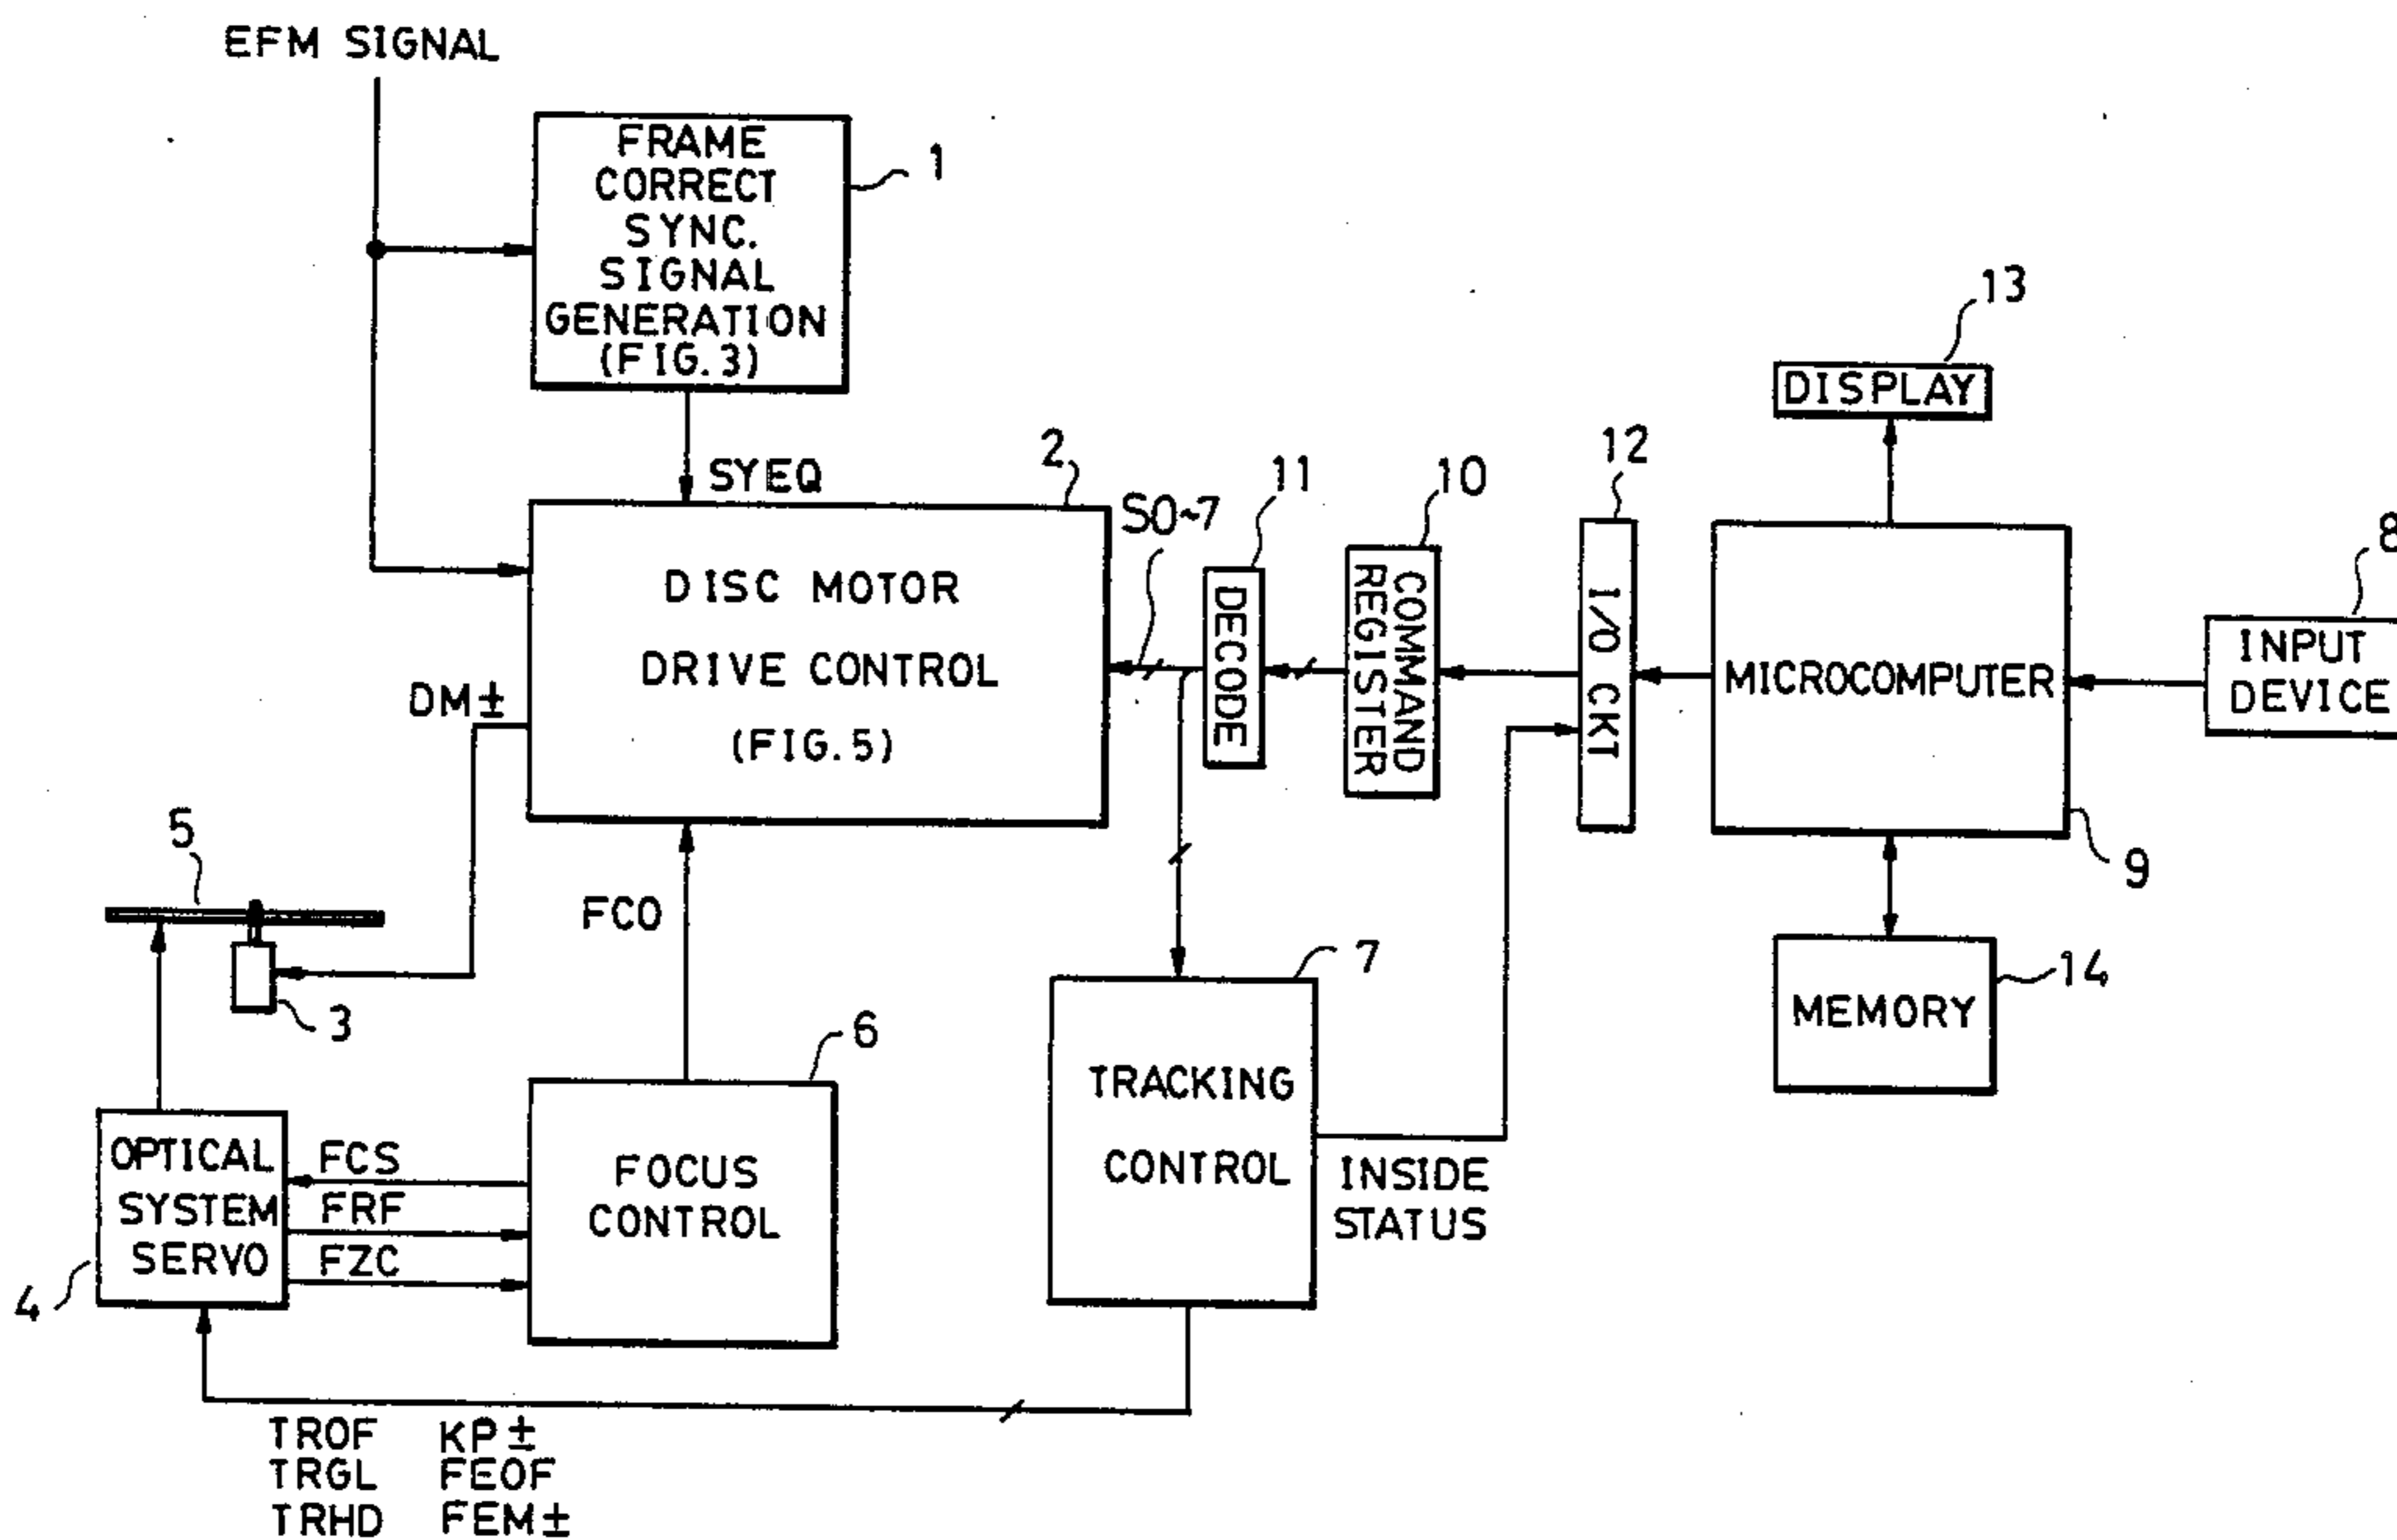 EFM SIGNAL
FRAME
CORRECT
SYNC.
SIGNAL
GENERATION
(FIG.3)
1
SYEQ
2
DISC MOTOR
DRIVE CONTROL
(FIG.5)
DM±
S0~7
11
DECODE
10
COMMAND
REGISTER
12
I/O CKT
13
DISPLAY
MICROCOMPUTER
9
8
INPUT
DEVICE
14
MEMORY
5
3
FCO
6
FOCUS
CONTROL
7
TRACKING
CONTROL
INSIDE
STATUS
OPTICAL
SYSTEM
SERVO
4
FCS
FRF
FZC
TROF KP±
TRGL FEOF
TRHD FEM±